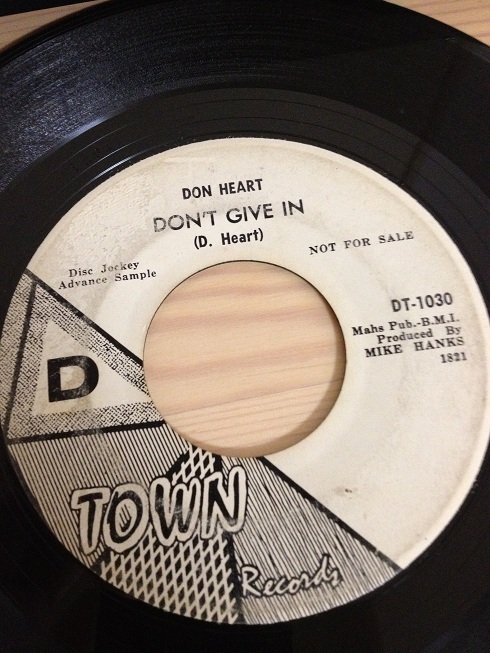 DON HEART
DON'T GIVE IN
(D. Heart)
Disc Jockey
Advance Sample
NOT FOR SALE
DT-1030
Mahs Pub.-B.M.I.
Produced By
MIKE HANKS
1821
D
TOWN
Records